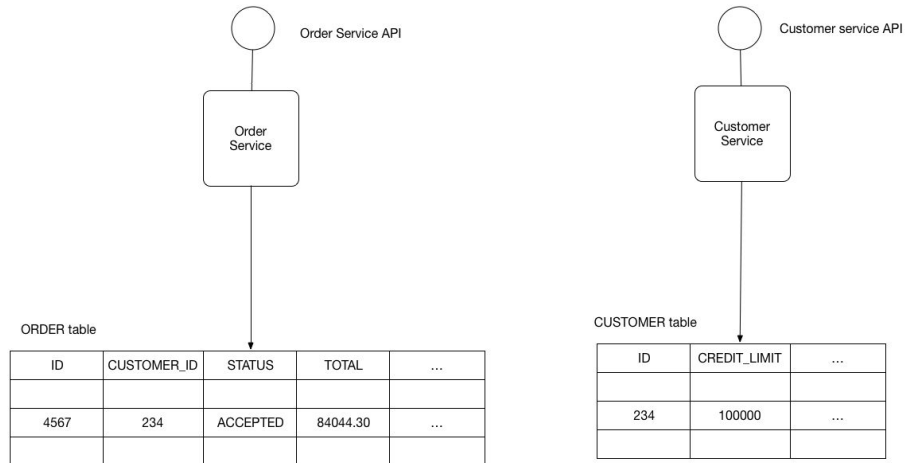 Order Service API
Customer service API
Order
Service
Customer
Service
ORDER table
ID CUSTOMER_ID STATUS TOTAL ...
4567 234 ACCEPTED 84044.30 ...
CUSTOMER table
ID CREDIT_LIMIT ...
234 100000 ...